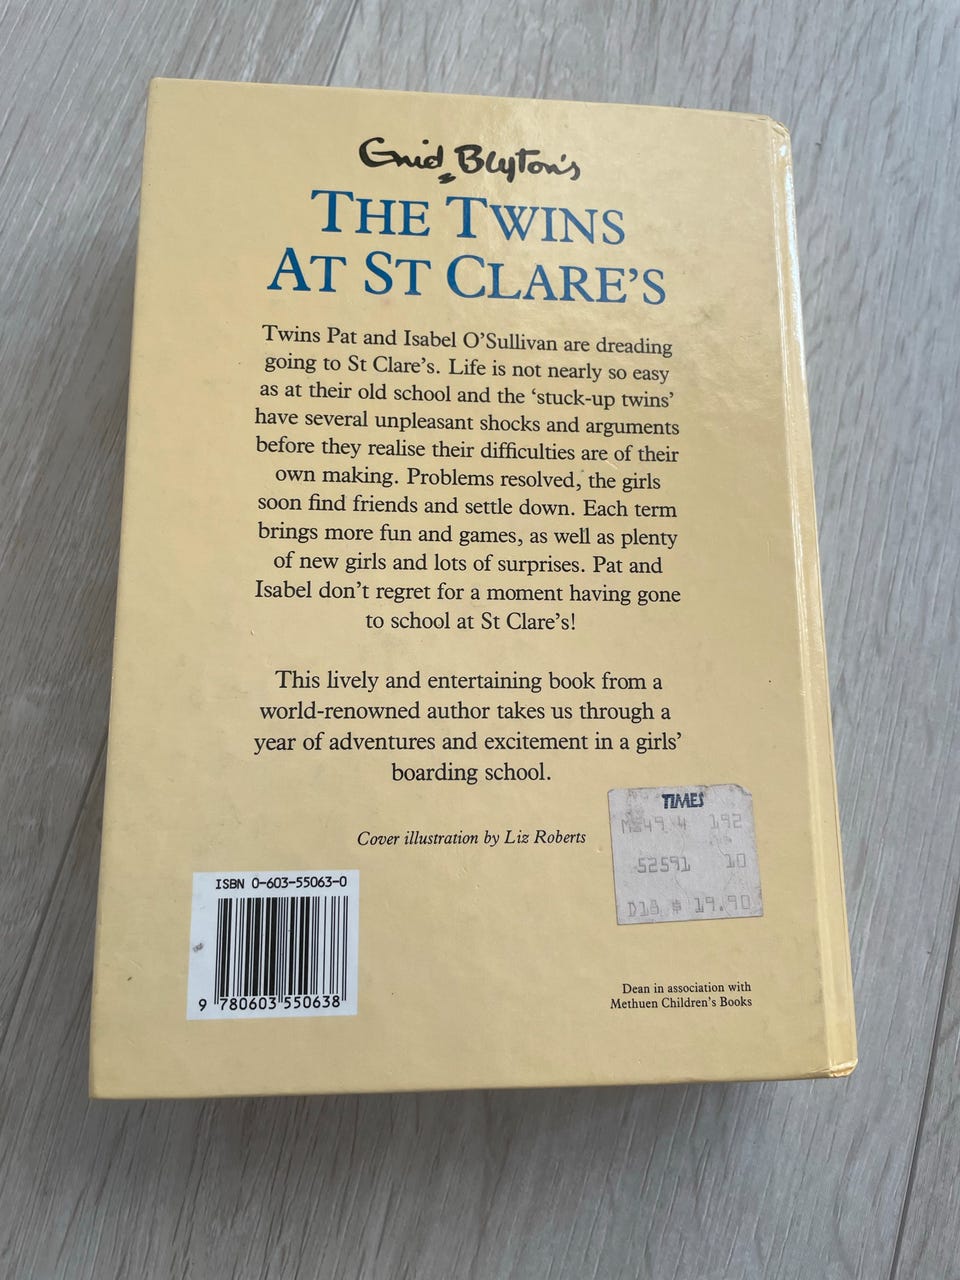 Enid Blyton's
THE TWINS
AT ST CLARE'S
Twins Pat and Isabel O'Sullivan are dreading
going to St Clare's. Life is not nearly so easy
as at their old school and the 'stuck-up twins'
have several unpleasant shocks and arguments
before they realise their difficulties are of their
own making. Problems resolved, the girls
soon find friends and settle down. Each term
brings more fun and games, as well as plenty
of new girls and lots of surprises. Pat and
Isabel don't regret for a moment having gone
to school at St Clare's!
This lively and entertaining book from a
world-renowned author takes us through a
year of adventures and excitement in a girls'
boarding school.
Cover illustration by Liz Roberts
TIMES
192
52591 10
D18 $ 19.90
ISBN 0-603-55063-0
9 780603 550638
Dean in association with
Methuen Children's Books